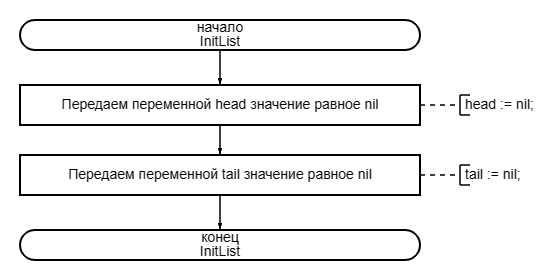 начало
InitList
Передаем переменной head значение равное nil
head := nil;
Передаем переменной tail значение равное nil
tail := nil;
конец
InitList